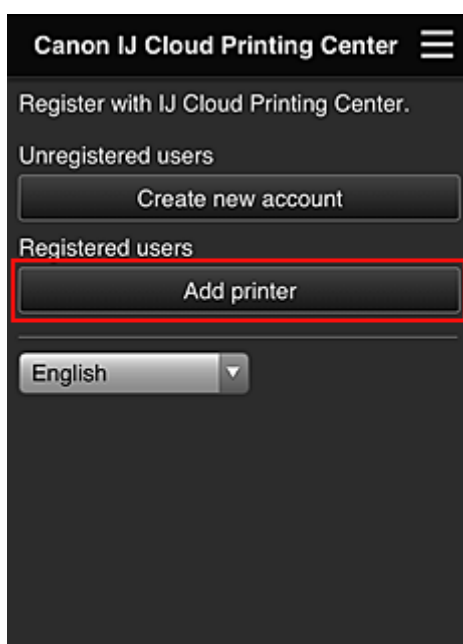 Canon IJ Cloud Printing Center
Register with IJ Cloud Printing Center.
Unregistered users
Create new account
Registered users
Add printer
English